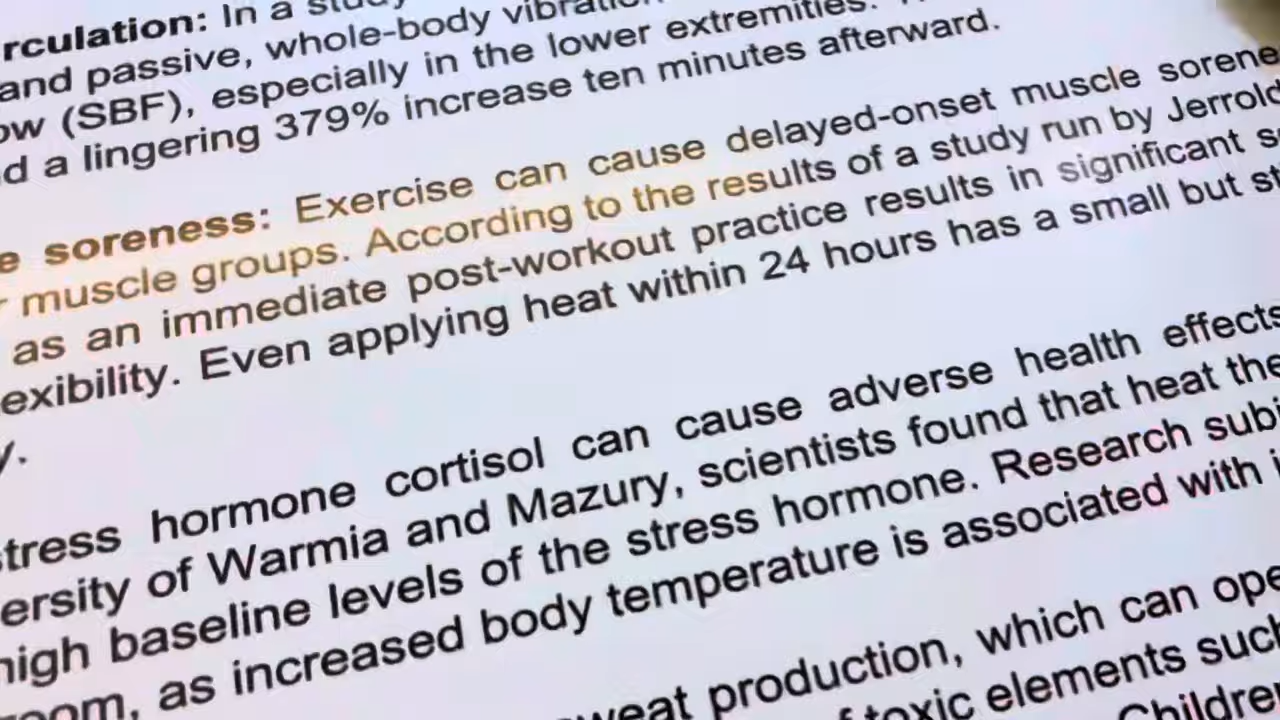 rculation: In a study
and passive, whole-body
ow (SBF), especially in the lower extremities.
d a lingering 379% increase ten minutes afterward.
e soreness: Exercise can cause delayed-onset muscle sorene
r muscle groups. According to the results of a study run by Jerrold
as an immediate post-workout practice results in significant s
exibility. Even applying heat within 24 hours has a small but st
y.
tress hormone cortisol can cause adverse health effects
ersity of Warmia and Mazury, scientists found that heat the
high baseline levels of the stress hormone. Research subj
oom, as increased body temperature is associated with i
weat production, which can ope
f toxic elements such
Childre